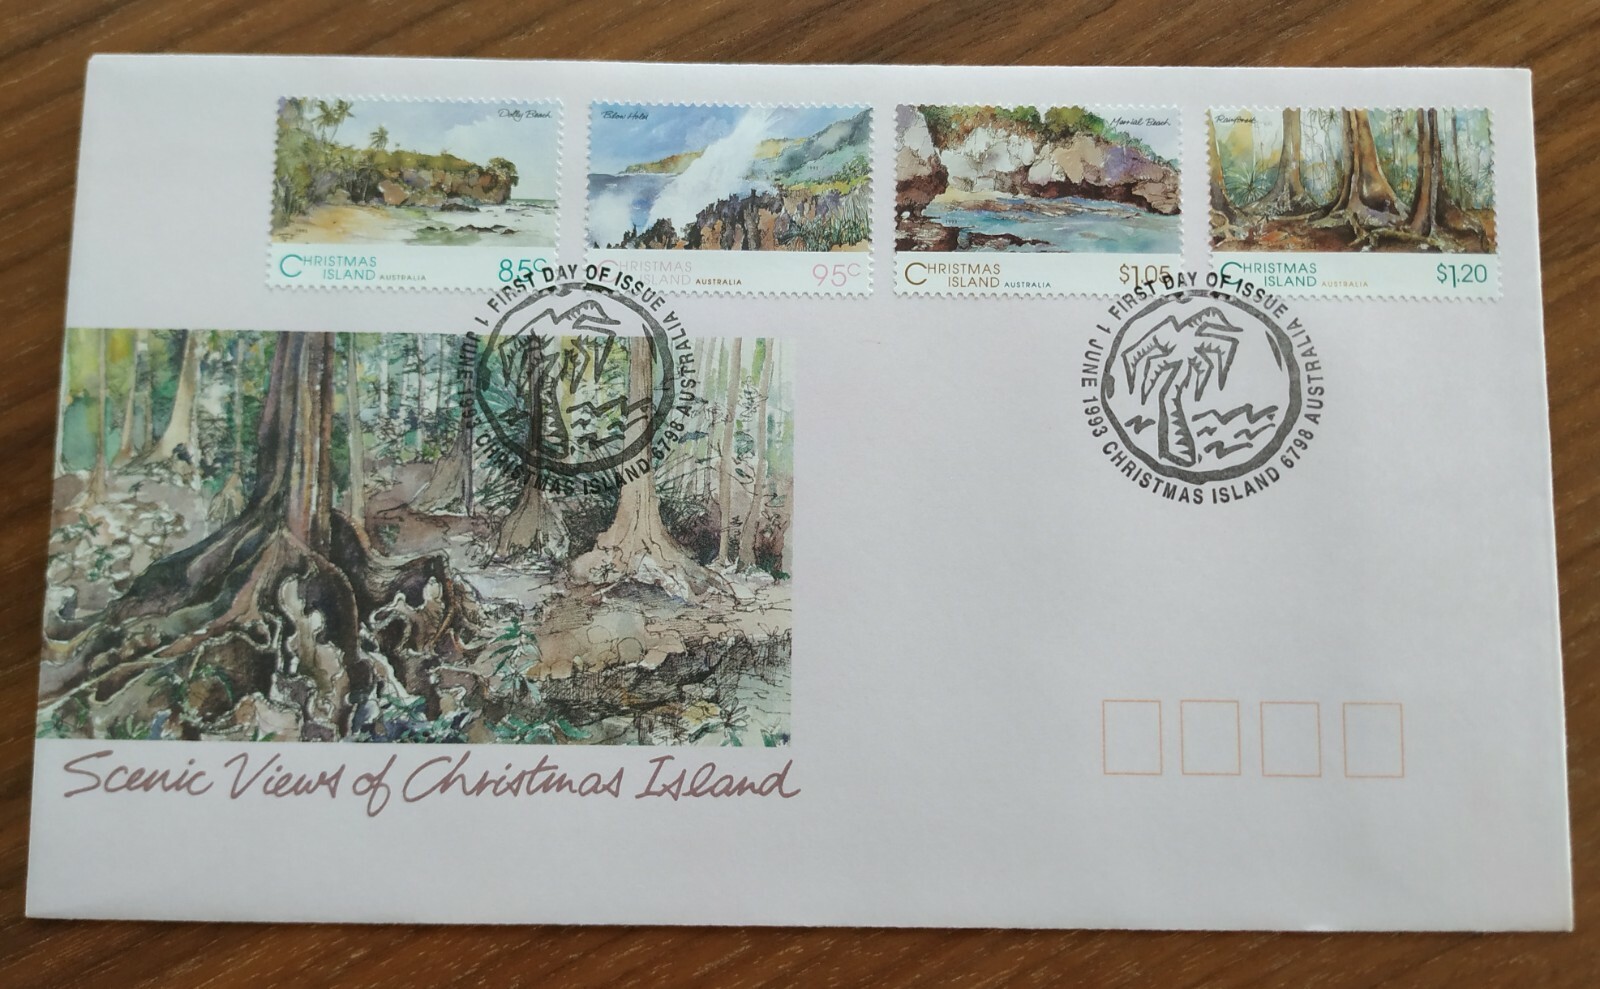 Dolly Beach
CHRISTMAS
ISLAND AUSTRALIA
85c
Blow Holes
CHRISTMAS
ISLAND AUSTRALIA
95c
Merrial Beach
1993
CHRISTMAS
ISLAND AUSTRALIA
$1.05
Rainforest
CHRISTMAS
ISLAND AUSTRALIA
$1.20
FIRST DAY OF ISSUE
1 JUNE 1993 CHRISTMAS ISLAND 6798 AUSTRALIA
FIRST DAY OF ISSUE
1 JUNE 1993 CHRISTMAS ISLAND 6798 AUSTRALIA
Scenic Views of Christmas Island